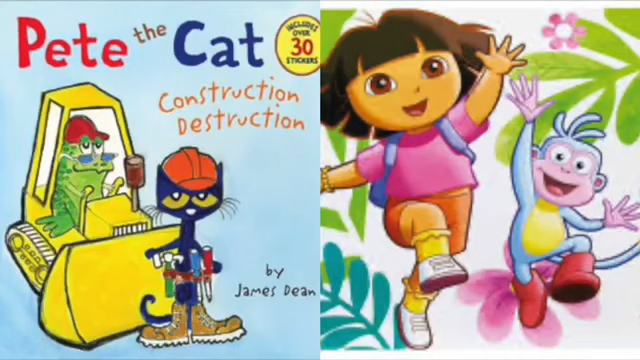 Pete the Cat
INCLUDES
OVER
30
STICKERS
Construction
Destruction
by
James Dean